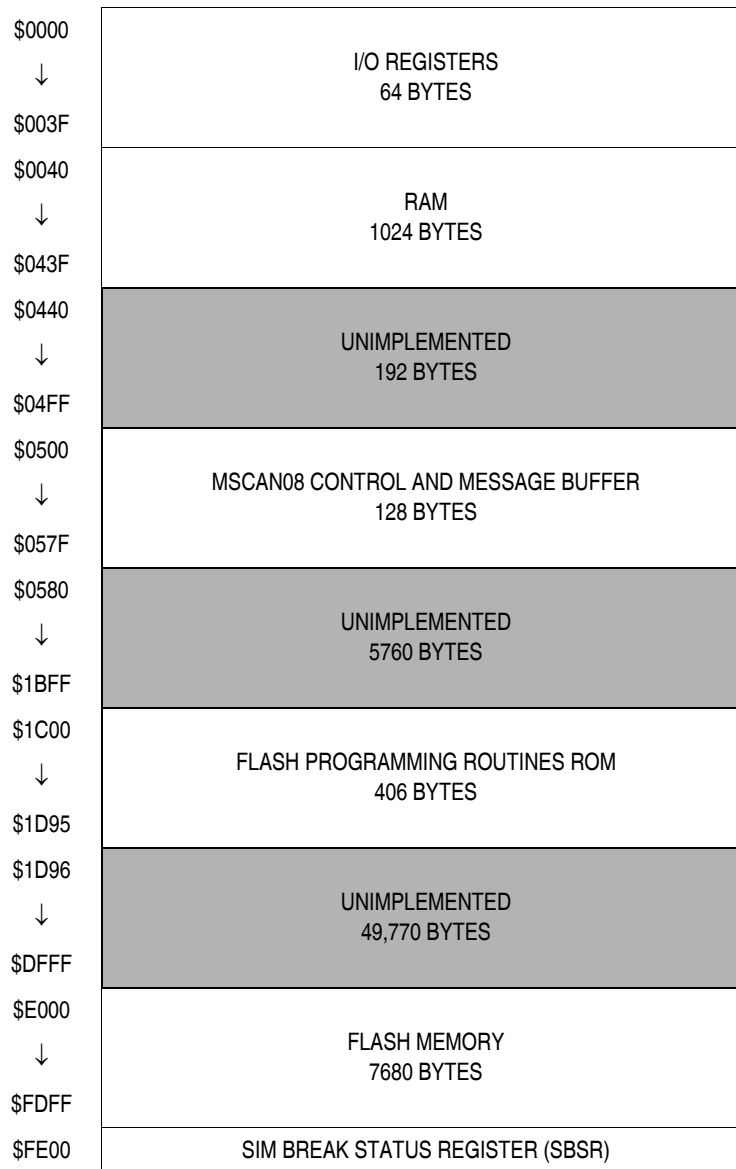 $0000
↓
$003F
I/O REGISTERS
64 BYTES
$0040
↓
$043F
RAM
1024 BYTES
$0440
↓
$04FF
UNIMPLEMENTED
192 BYTES
$0500
↓
$057F
MSCAN08 CONTROL AND MESSAGE BUFFER
128 BYTES
$0580
↓
$1BFF
UNIMPLEMENTED
5760 BYTES
$1C00
↓
$1D95
FLASH PROGRAMMING ROUTINES ROM
406 BYTES
$1D96
↓
$DFFF
UNIMPLEMENTED
49,770 BYTES
$E000
↓
$FDFF
FLASH MEMORY
7680 BYTES
$FE00 SIM BREAK STATUS REGISTER (SBSR)